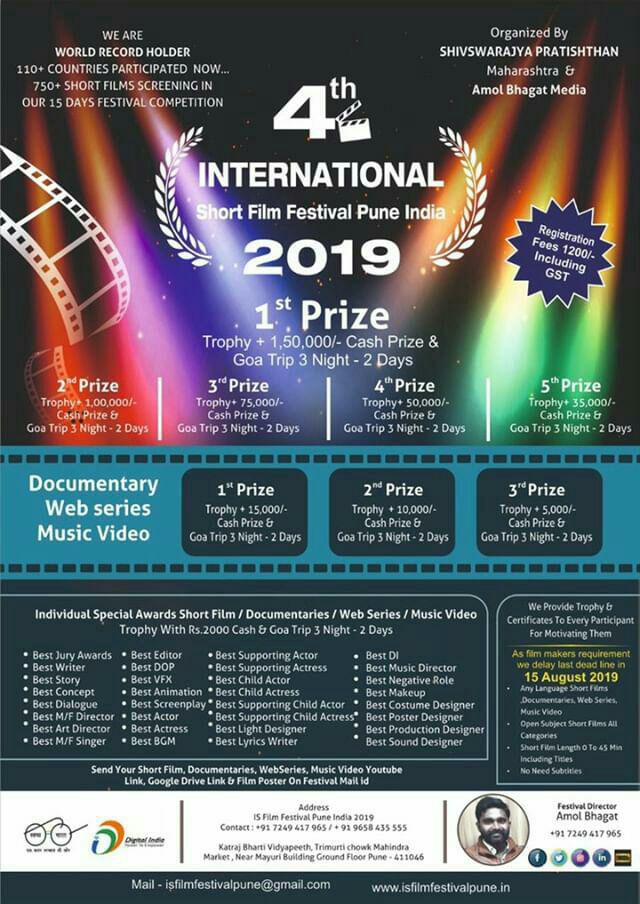 WE ARE
WORLD RECORD HOLDER
110+ COUNTRIES PARTICIPATED NOW...
750+ SHORT FILMS SCREENING IN
OUR 15 DAYS FESTIVAL COMPETITION
Organized By
SHIVSWARAJYA PRATISHTHAN
Maharashtra &
Amol Bhagat Media
4th
INTERNATIONAL
Short Film Festival Pune India
2019
Registration
Fees 1200/-
Including
GST
1st Prize
Trophy + 1,50,000/- Cash Prize &
Goa Trip 3 Night - 2 Days
2nd Prize
Trophy+ 1,00,000/-
Cash Prize &
Goa Trip 3 Night - 2 Days
3rd Prize
Trophy+ 75,000/-
Cash Prize &
Goa Trip 3 Night - 2 Days
4th Prize
Trophy+ 50,000/-
Cash Prize &
Goa Trip 3 Night - 2 Days
5th Prize
Trophy+ 35,000/-
Cash Prize &
Goa Trip 3 Night - 2 Days
Documentary
Web series
Music Video
1st Prize
Trophy + 15,000/-
Cash Prize &
Goa Trip 3 Night - 2 Days
2nd Prize
Trophy + 10,000/-
Cash Prize &
Goa Trip 3 Night - 2 Days
3rd Prize
Trophy + 5,000/-
Cash Prize &
Goa Trip 3 Night - 2 Days
Individual Special Awards Short Film / Documentaries / Web Series / Music Video
Trophy With Rs.2000 Cash & Goa Trip 3 Night - 2 Days
• Best Jury Awards
• Best Writer
• Best Story
• Best Concept
• Best Dialogue
• Best M/F Director
• Best Art Director
• Best M/F Singer
• Best Editor
• Best DOP
• Best VFX
• Best Animation
• Best Screenplay
• Best Actor
• Best Actress
• Best BGM
• Best Supporting Actor
• Best Supporting Actress
• Best Child Actor
• Best Child Actress
• Best Supporting Child Actor
• Best Supporting Child Actress
• Best Light Designer
• Best Lyrics Writer
• Best DI
• Best Music Director
• Best Negative Role
• Best Makeup
• Best Costume Designer
• Best Poster Designer
• Best Production Designer
• Best Sound Designer
Send Your Short Film, Documentaries, WebSeries, Music Video Youtube
Link, Google Drive Link & Film Poster On Festival Mail id
We Provide Trophy &
Certificates To Every Participant
For Motivating Them
As film makers requirement
we delay last dead line in
15 August 2019
• Any Language Short Films
,Documentaries, Web Series,
Music Video
• Open Subject Short Films All
Categories
• Short Film Length 0 To 45 Min
Including Titles
• No Need Subtitles
स्वच्छ भारत
एक कदम स्वच्छता की ओर
Digital India
Power To Empower
Address
IS Film Festival Pune India 2019
Contact : +91 7249 417 965 / + 91 9658 435 555
Katraj Bharti Vidyapeeth, Trimurti chowk Mahindra
Market , Near Mayuri Building Ground Floor Pune - 411046
Festival Director
Amol Bhagat
+91 7249 417 965
Mail - isfilmfestivalpune@gmail.com
www.isfilmfestivalpune.in